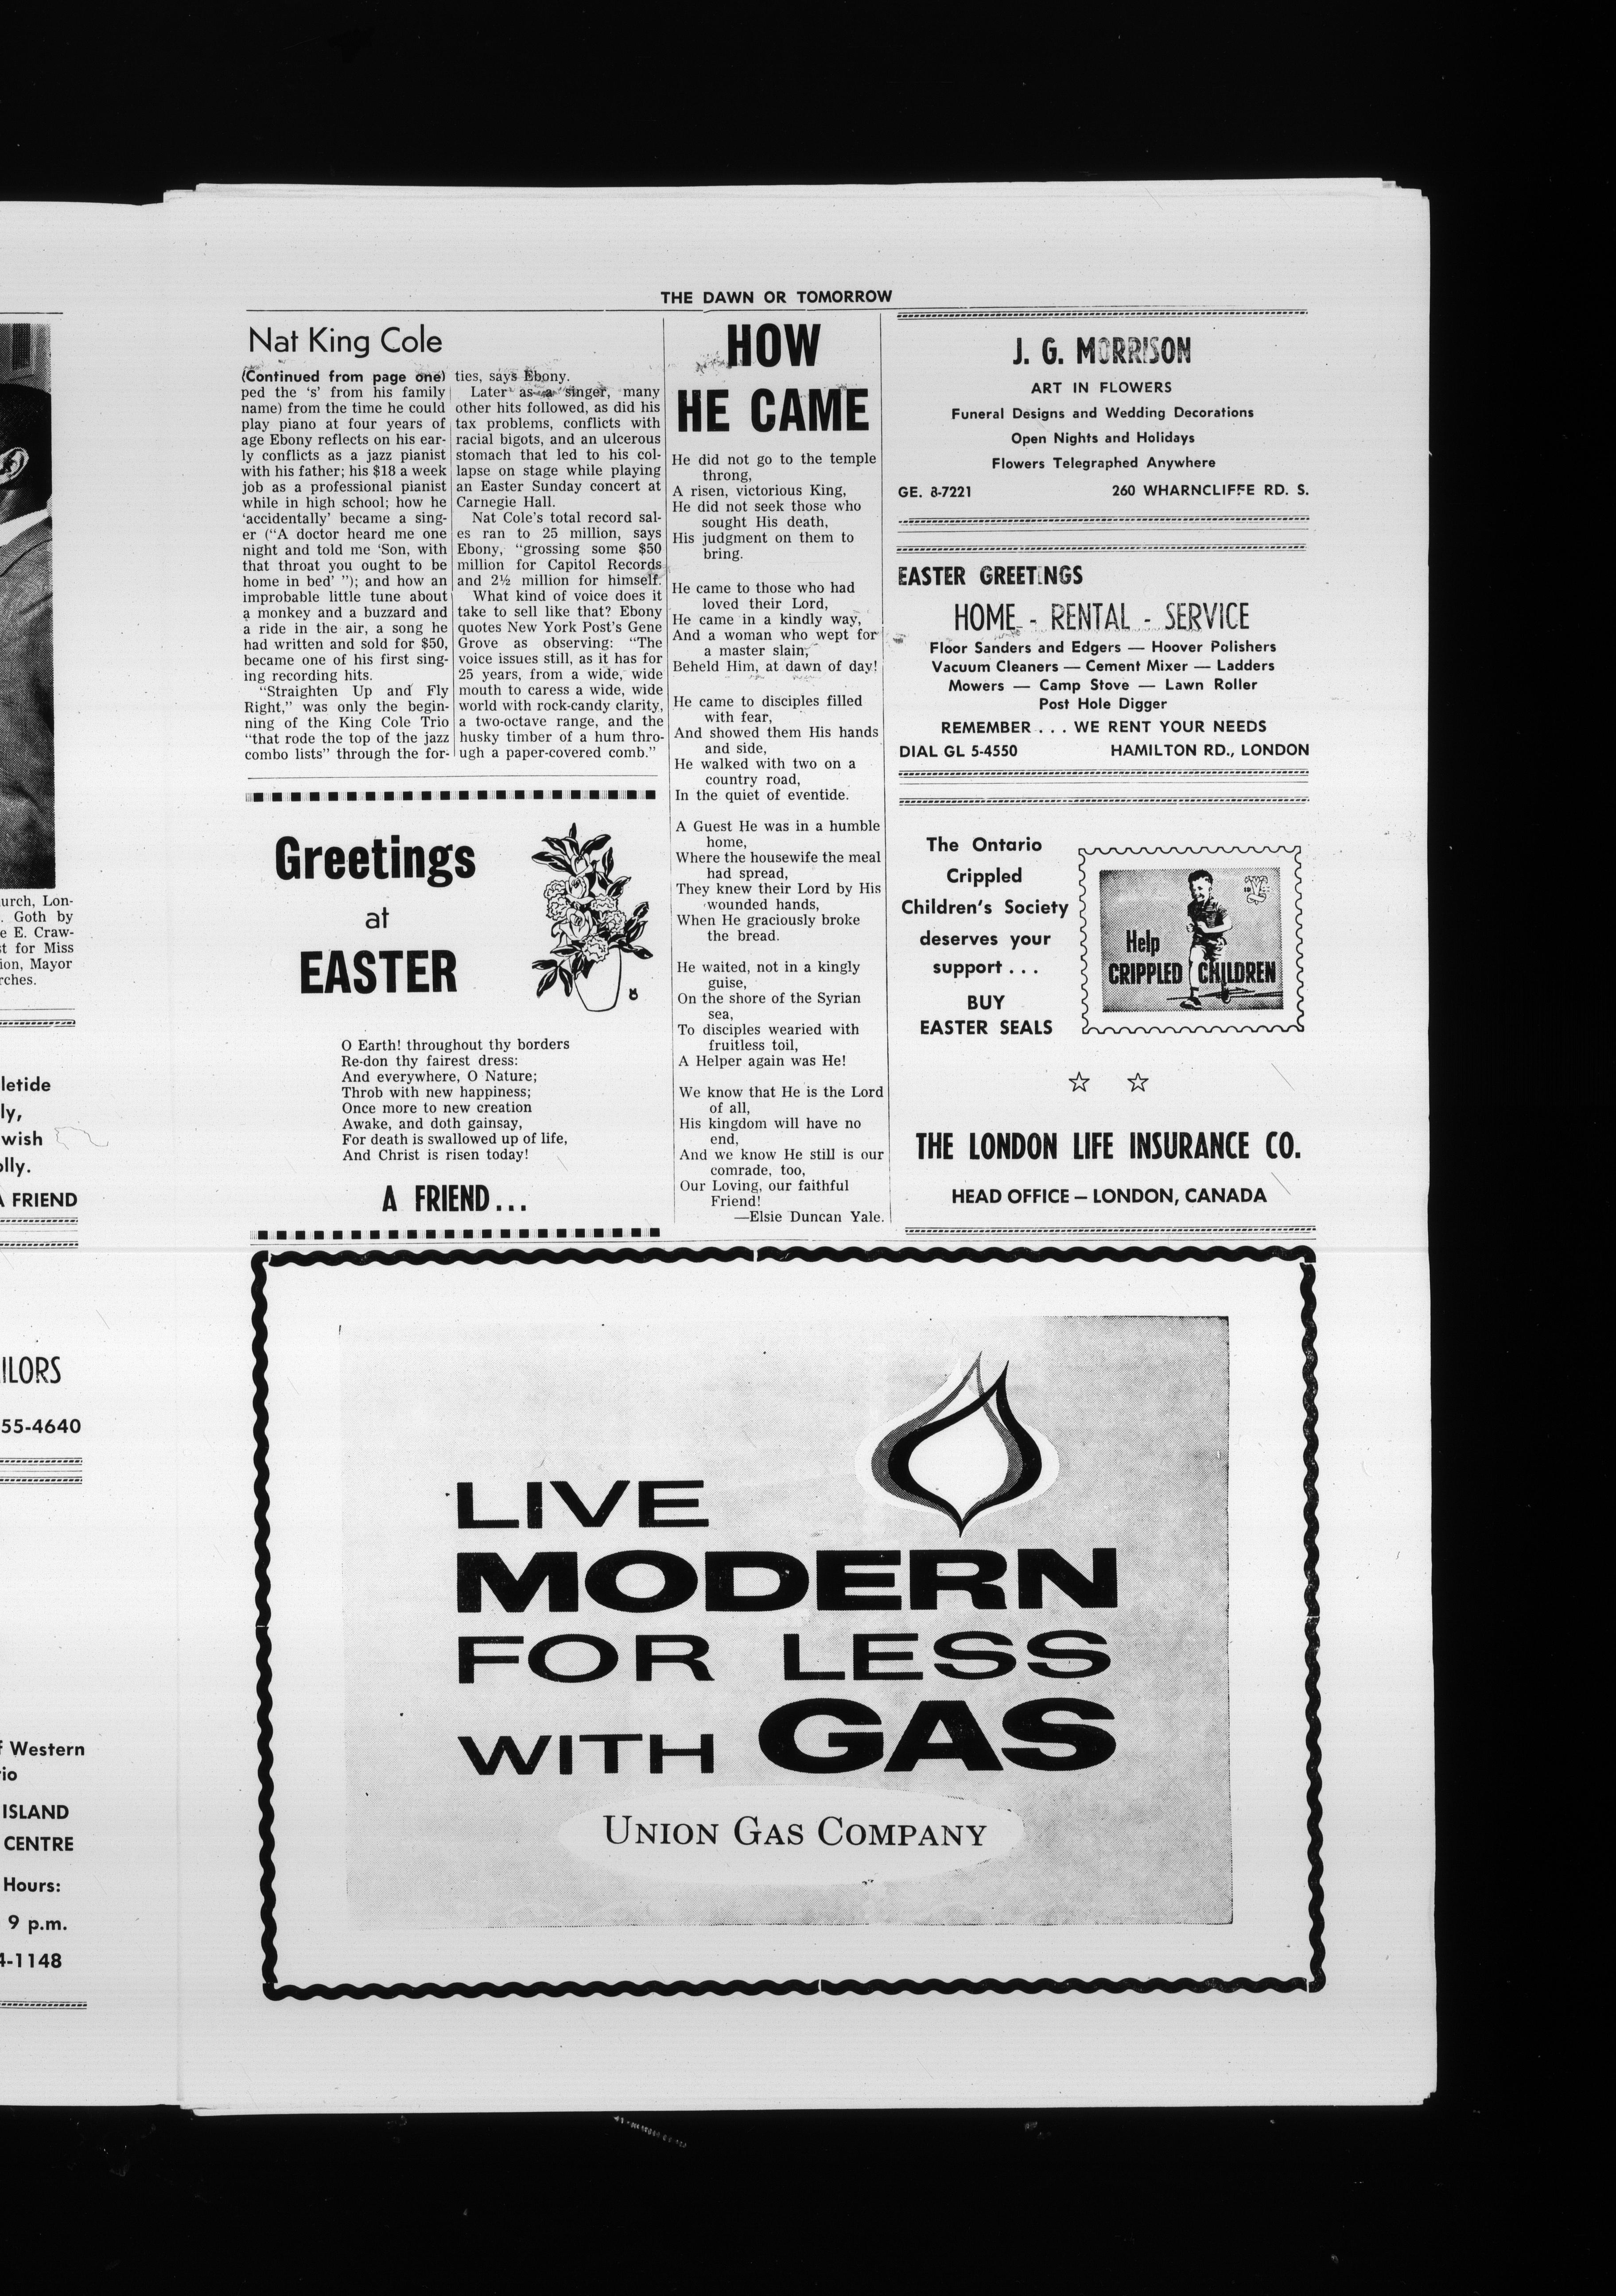 THE DAWN OR TOMORROW
Nat King Cole
(Continued from page one)
ped the 's' from his family
name) from the time he could
play piano at four years of
age Ebony reflects on his ear-
ly conflicts as a jazz pianist
with his father; his $18 a week
job as a professional pianist
while in high school; how he
'accidentally' became a sing-
er ("A doctor heard me one
night and told me 'Son, with
that throat you ought to be
home in bed' "); and how an
improbable little tune about
a monkey and a buzzard and
a ride in the air, a song he
had written and sold for $50,
became one of his first sing-
ing recording hits.
"Straighten Up and Fly
Right," was only the begin-
ning of the King Cole Trio
"that rode the top of the jazz
combo lists" through the for-
ties, says Ebony.
Later as a singer, many
other hits followed, as did his
tax problems, conflicts with
racial bigots, and an ulcerous
stomach that led to his col-
lapse on stage while playing
an Easter Sunday concert at
Carnegie Hall.
Nat Cole's total record sal-
es ran to 25 million, says
Ebony, "grossing some $50
million for Capitol Records
and 2½ million for himself.
What kind of voice does it
take to sell like that? Ebony
quotes New York Post's Gene
Grove as observing: "The
voice issues still, as it has for
25 years, from a wide, wide
mouth to caress a wide, wide
world with rock-candy clarity,
a two-octave range, and the
husky timber of a hum thro-
ugh a paper-covered comb."
Greetings
at
EASTER
O Earth! throughout thy borders
Re-don thy fairest dress:
And everywhere, O Nature;
Throb with new happiness;
Once more to new creation
Awake, and doth gainsay,
For death is swallowed up of life,
And Christ is risen today!
A FRIEND...
HOW
HE CAME
He did not go to the temple
throng,
A risen, victorious King,
He did not seek those who
sought His death,
His judgment on them to
bring.
He came to those who had
loved their Lord,
He came in a kindly way,
And a woman who wept for
a master slain,
Beheld Him, at dawn of day!
He came to disciples filled
with fear,
And showed them His hands
and side,
He walked with two on a
country road,
In the quiet of eventide.
A Guest He was in a humble
home,
Where the housewife the meal
had spread,
They knew their Lord by His
wounded hands,
When He graciously broke
the bread.
He waited, not in a kingly
guise,
On the shore of the Syrian
sea,
To disciples wearied with
fruitless toil,
A Helper again was He!
We know that He is the Lord
of all,
His kingdom will have no
end,
And we know He still is our
comrade, too,
Our Loving, our faithful
Friend!
—Elsie Duncan Yale.
J. G. MORRISON
ART IN FLOWERS
Funeral Designs and Wedding Decorations
Open Nights and Holidays
Flowers Telegraphed Anywhere
GE. 8-7221 260 WHARNCLIFFE RD. S.
EASTER GREETINGS
HOME - RENTAL - SERVICE
Floor Sanders and Edgers — Hoover Polishers
Vacuum Cleaners — Cement Mixer — Ladders
Mowers — Camp Stove — Lawn Roller
Post Hole Digger
REMEMBER . . . WE RENT YOUR NEEDS
DIAL GL 5-4550 HAMILTON RD., LONDON
The Ontario
Crippled
Children's Society
deserves your
support . . .
BUY
EASTER SEALS
Help
CRIPPLED CHILDREN
THE LONDON LIFE INSURANCE CO.
HEAD OFFICE — LONDON, CANADA
LIVE
MODERN
FOR LESS
WITH GAS
UNION GAS COMPANY
urch, Lon-
. Goth by
e E. Craw-
st for Miss
ion, Mayor
rches.
letide
ly,
wish
olly.
A FRIEND
ILORS
55-4640
f Western
io
ISLAND
CENTRE
Hours:
9 p.m.
4-1148